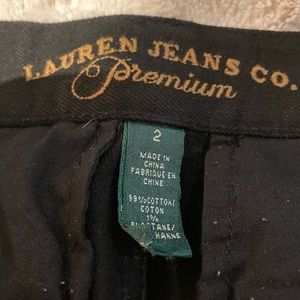 LAUREN JEANS CO.
Premium
2
MADE IN
CHINA
FABRIQUE EN
CHINE
99% COTTON/
COTON
1%